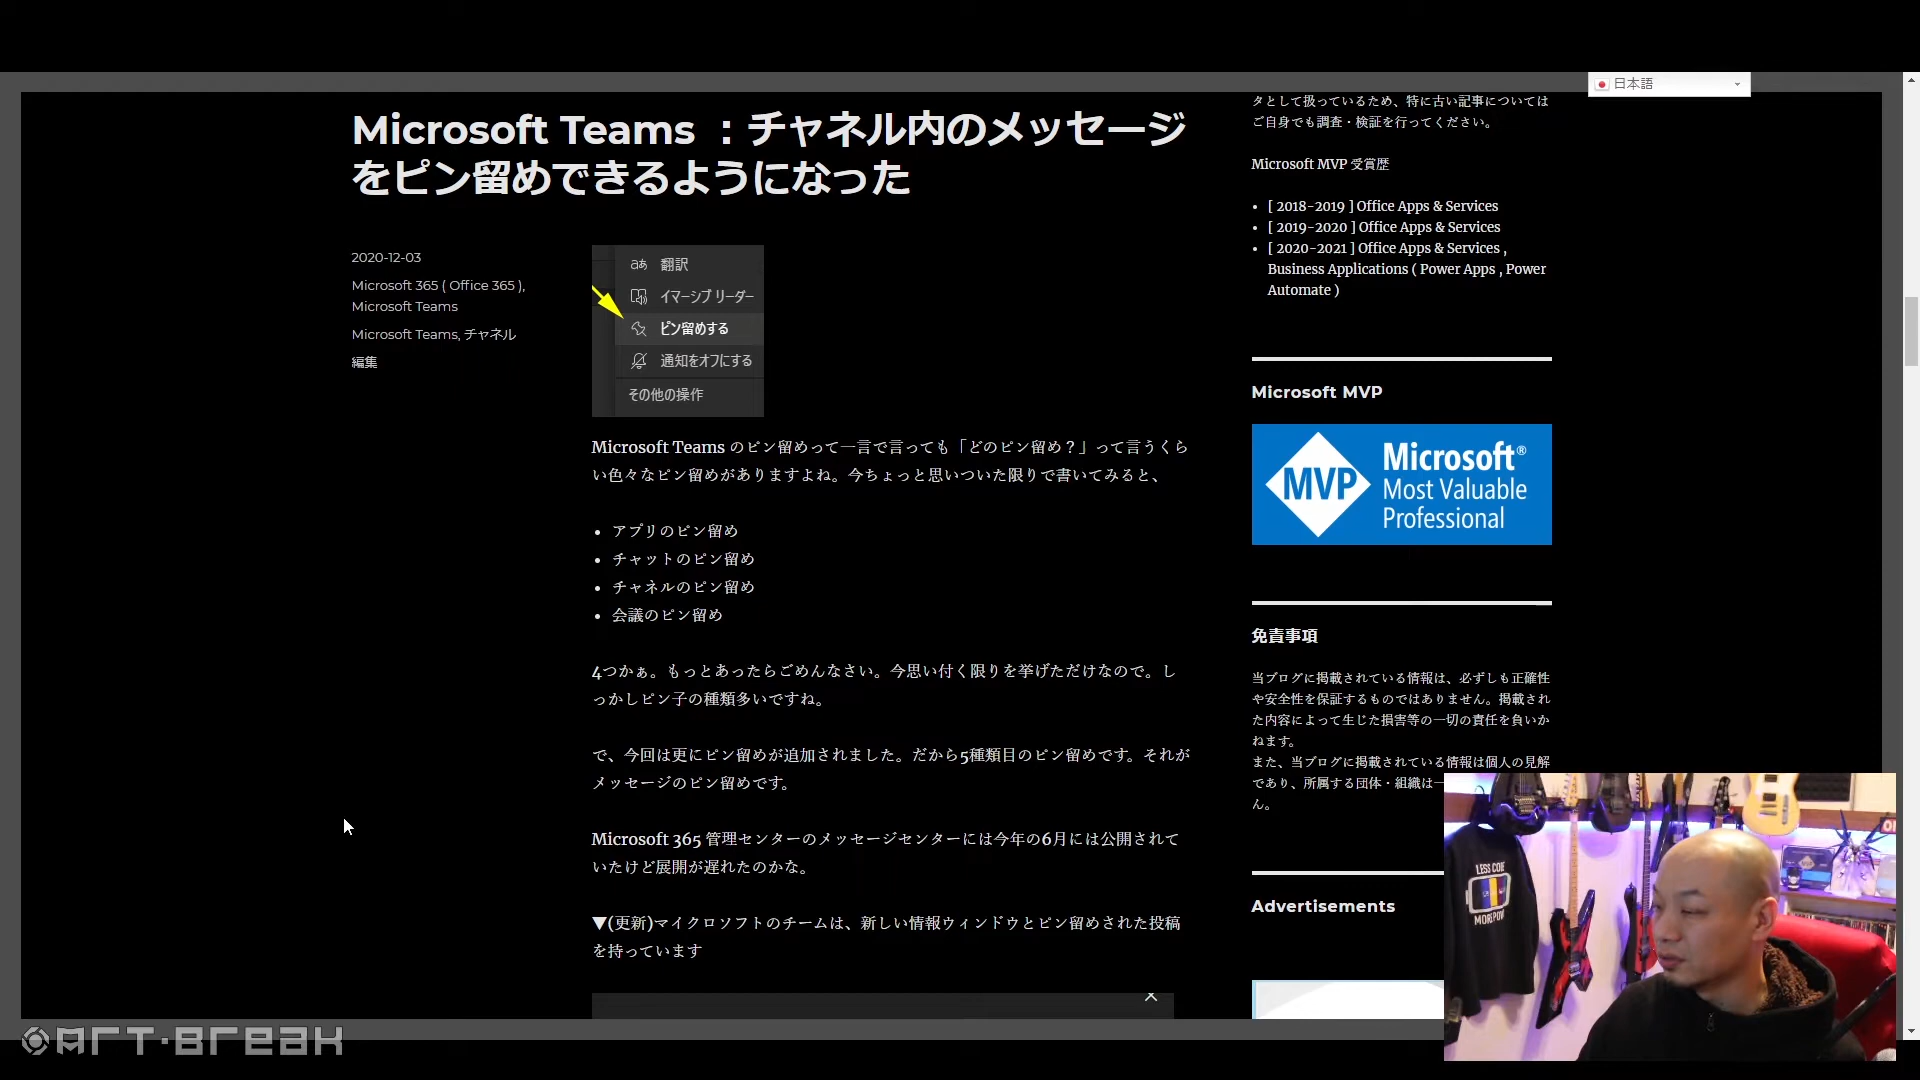 日本語
Microsoft Teams ：チャネル内のメッセージ
をピン留めできるようになった
2020-12-03
Microsoft 365 ( Office 365 ),
Microsoft Teams
Microsoft Teams, チャネル
編集
aあ 翻訳
イマーシブ リーダー
ピン留めする
通知をオフにする
その他の操作
Microsoft Teams のピン留めって一言で言っても「どのピン留め？」って言うくら
い色々なピン留めがありますよね。今ちょっと思いついた限りで書いてみると、
• アプリのピン留め
• チャットのピン留め
• チャネルのピン留め
• 会議のピン留め
4つかぁ。もっとあったらごめんなさい。今思い付く限りを挙げただけなので。し
っかしピン子の種類多いですね。
で、今回は更にピン留めが追加されました。だから5種類目のピン留めです。それが
メッセージのピン留めです。
Microsoft 365 管理センターのメッセージセンターには今年の6月には公開されて
いたけど展開が遅れたのかな。
▼(更新)マイクロソフトのチームは、新しい情報ウィンドウとピン留めされた投稿
を持っています
タとして扱っているため、特に古い記事については
ご自身でも調査・検証を行ってください。
Microsoft MVP 受賞歴
• [ 2018-2019 ] Office Apps & Services
• [ 2019-2020 ] Office Apps & Services
• [ 2020-2021 ] Office Apps & Services ,
Business Applications ( Power Apps , Power
Automate )
Microsoft MVP
MVP
Microsoft®
Most Valuable
Professional
免責事項
当ブログに掲載されている情報は、必ずしも正確性
や安全性を保証するものではありません。掲載され
た内容によって生じた損害等の一切の責任を負いか
ねます。
また、当ブログに掲載されている情報は個人の見解
であり、所属する団体・組織は一
ん。
Advertisements
LESS CODE
MVP
ART-BREAK